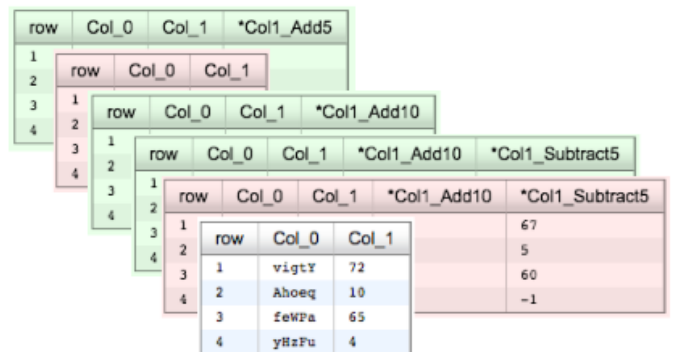 row Col_0 Col_1 *Col1_Add5
1
2
3
4
row Col_0 Col_1
1
2
3
4
row Col_0 Col_1 *Col1_Add10
1
2
3
4
row Col_0 Col_1 *Col1_Add10 *Col1_Subtract5
1
2
3
4
row Col_0 Col_1 *Col1_Add10 *Col1_Subtract5
1 67
2 5
3 60
4 -1
row Col_0 Col_1
1 vigtY 72
2 Ahoeq 10
3 feWPa 65
4 yHzFu 4